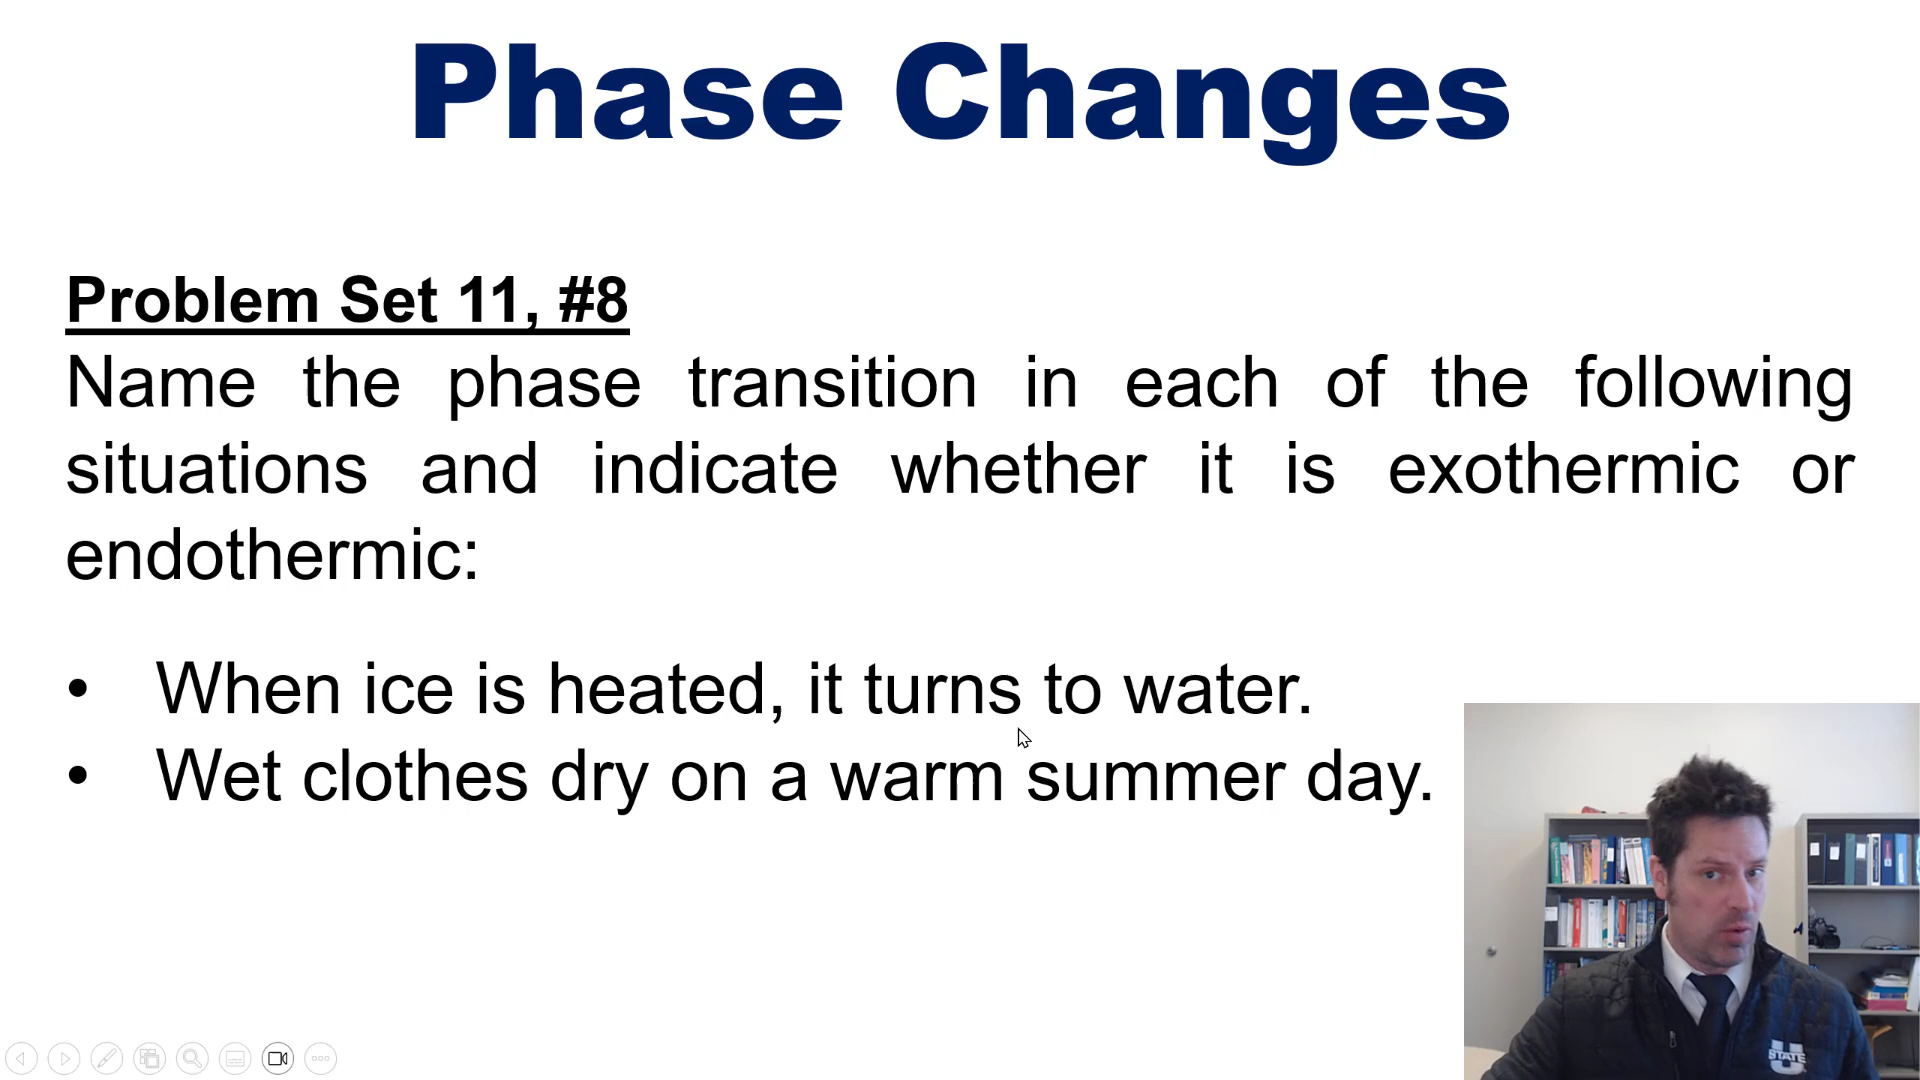 Phase Changes
Problem Set 11, #8
Name the phase transition in each of the following
situations and indicate whether it is exothermic or
endothermic:
• When ice is heated, it turns to water.
• Wet clothes dry on a warm summer day.
U
STATE